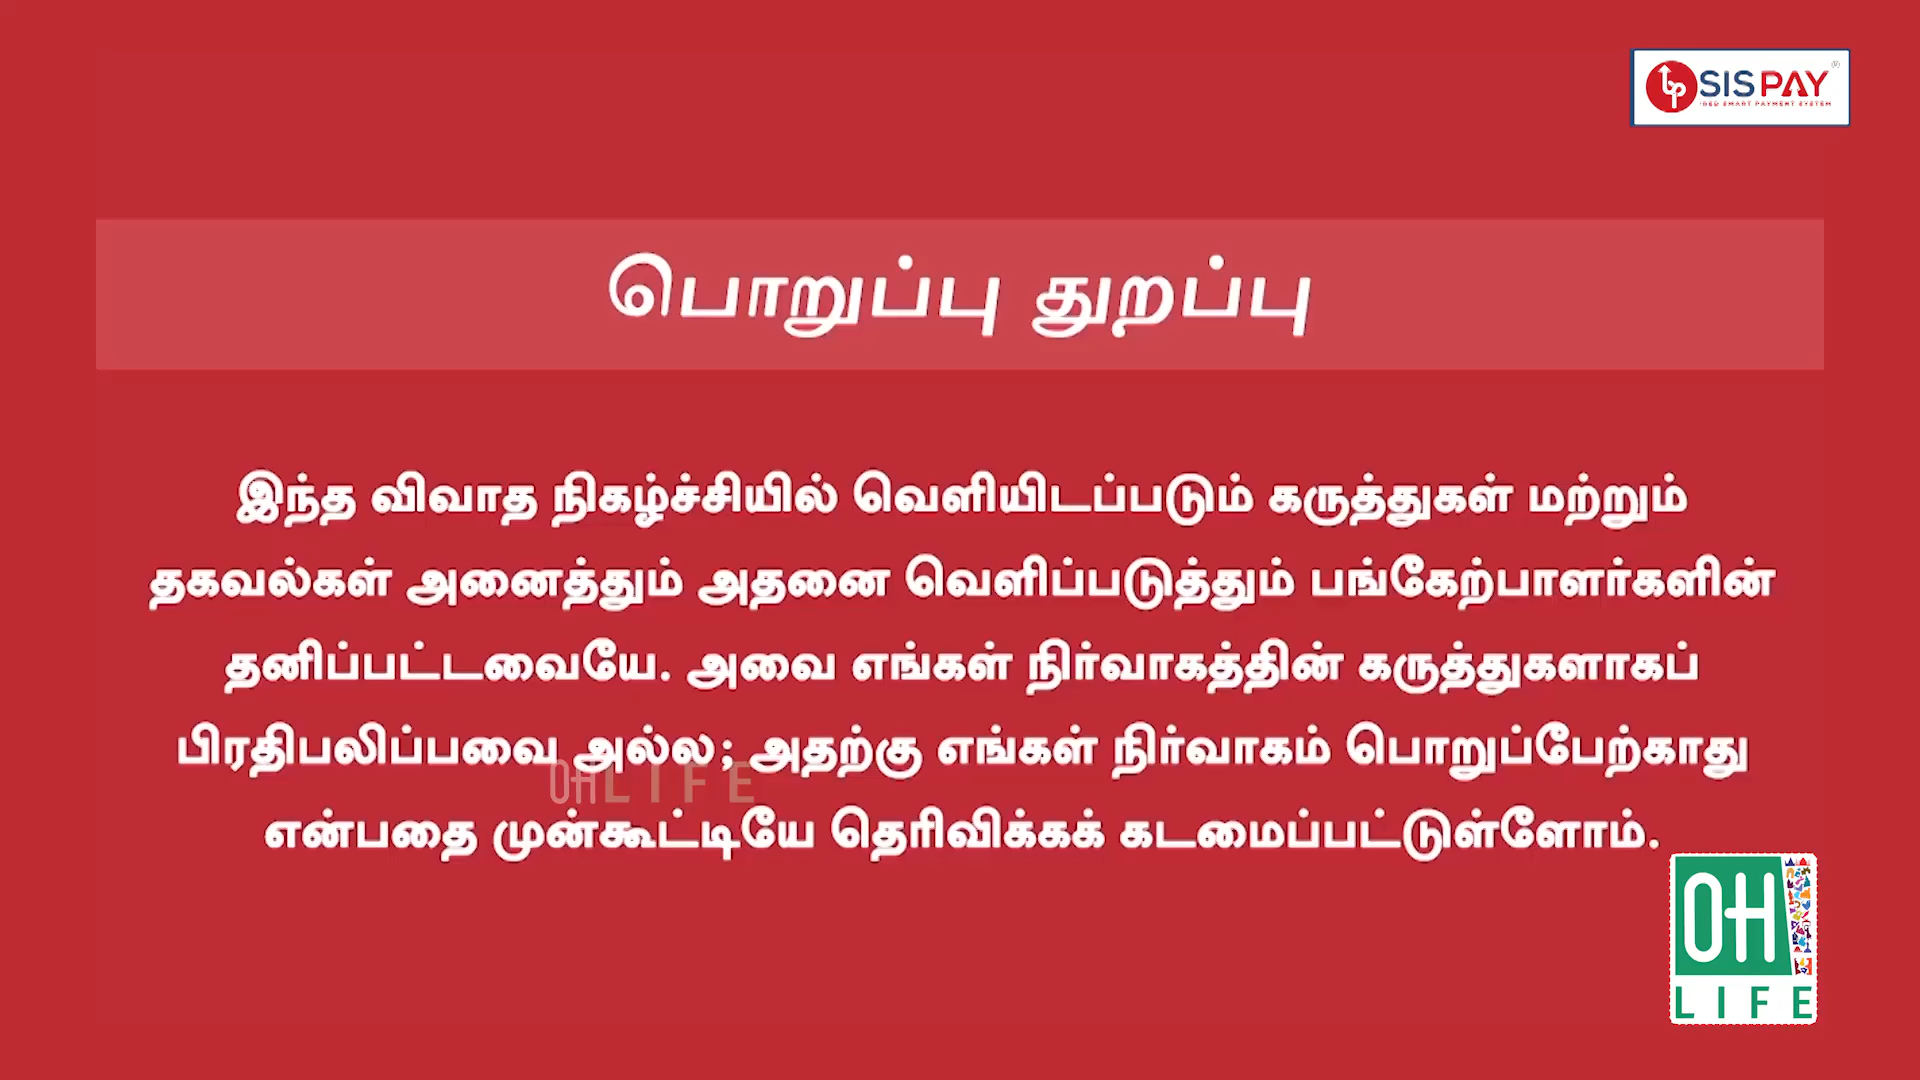 SISPAY
பொறுப்பு துறப்பு
இந்த விவாத நிகழ்ச்சியில் வெளியிடப்படும் கருத்துகள் மற்றும்
தகவல்கள் அனைத்தும் அதனை வெளிப்படுத்தும் பங்கேற்பாளர்களின்
தனிப்பட்டவையே. அவை எங்கள் நிர்வாகத்தின் கருத்துகளாகப்
பிரதிபலிப்பவை அல்ல; அதற்கு எங்கள் நிர்வாகம் பொறுப்பேற்காது
OH LIFE
என்பதை முன்கூட்டியே தெரிவிக்கக் கடமைப்பட்டுள்ளோம்.
OH
LIFE